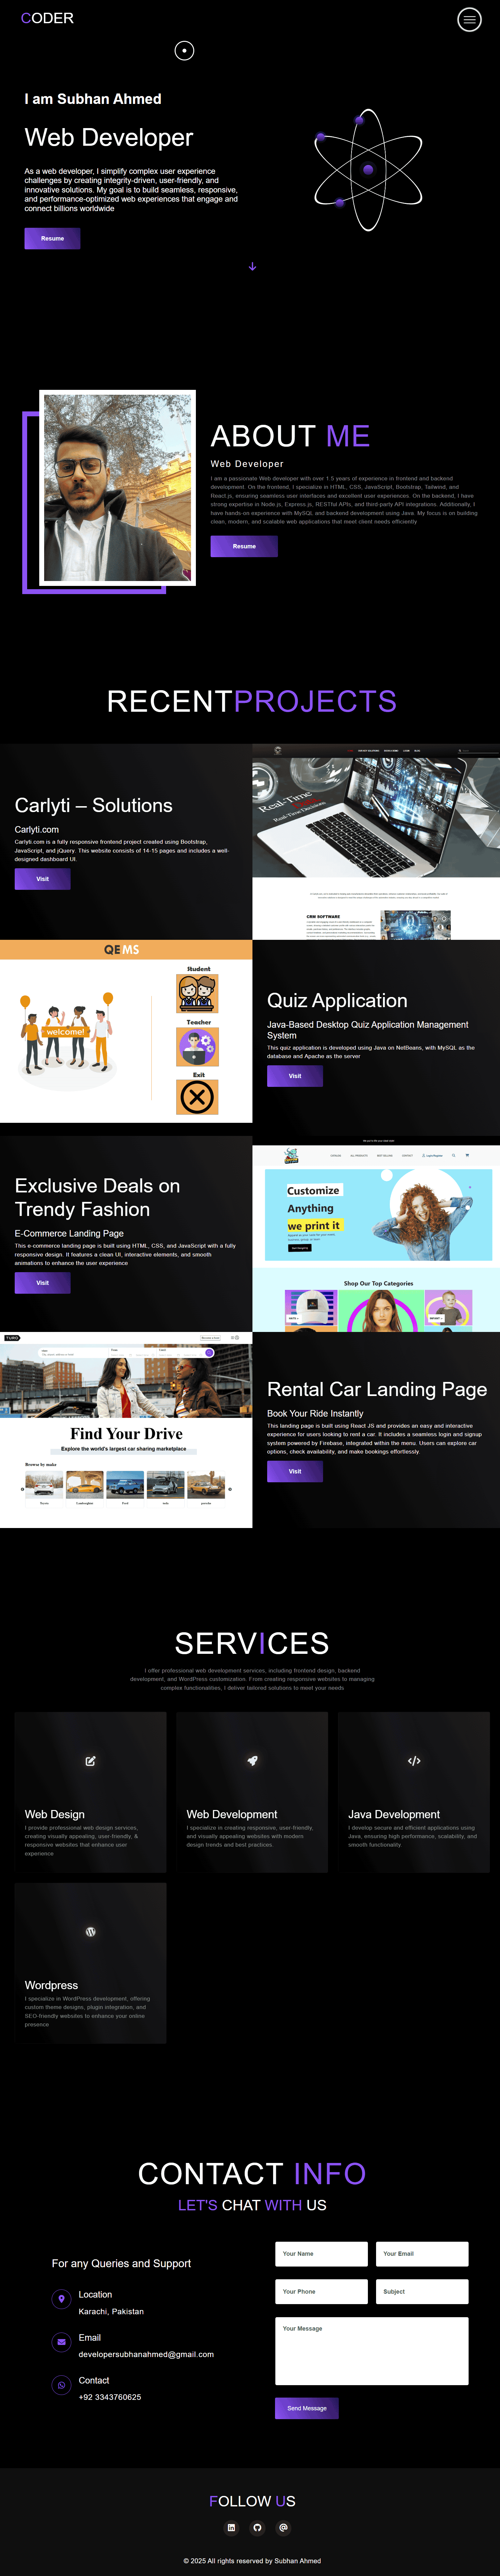 CODER
I am Subhan Ahmed
Web Developer
As a web developer, I simplify complex user experience
challenges by creating integrity-driven, user-friendly, and
innovative solutions. My goal is to build seamless, responsive,
and performance-optimized web experiences that engage and
connect billions worldwide
Resume
ABOUT ME
Web Developer
I am a passionate Web developer with over 1.5 years of experience in frontend and backend
development. On the frontend, I specialize in HTML, CSS, JavaScript, Bootstrap, Tailwind, and
React.js, ensuring seamless user interfaces and excellent user experiences. On the backend, I have
strong expertise in Node.js, Express.js, RESTful APIs, and third-party API integrations. Additionally, I
have hands-on experience with MySQL and backend development using Java. My focus is on building
clean, modern, and scalable web applications that meet client needs efficiently.
Resume
RECENTPROJECTS
Carlyti – Solutions
Carlyti.com
Carlyti.com is a fully responsive frontend project created using Bootstrap,
JavaScript, and jQuery. This website consists of 14-15 pages and includes a well-
designed dashboard UI.
Visit
Real-Time
Real-Time Decisions
CRM SOFTWARE
QEMS
Student
welcome!
Teacher
Exit
Quiz Application
Java-Based Desktop Quiz Application Management
System
This quiz application is developed using Java on NetBeans, with MySQL as the
database and Apache as the server
Visit
Exclusive Deals on
Trendy Fashion
E-Commerce Landing Page
This e-commerce landing page is built using HTML, CSS, and JavaScript with a fully
responsive design. It features a clean UI, interactive elements, and smooth
animations to enhance the user experience
Visit
Customize
Anything
we print it
Shop Our Top Categories
TURO
Find Your Drive
Explore the world's largest car sharing marketplace
Browse by make
Rental Car Landing Page
Book Your Ride Instantly
This landing page is built using React JS and provides an easy and interactive
experience for users looking to rent a car. It includes a seamless login and signup
system powered by Firebase, integrated within the menu. Users can explore car
options, check availability, and make bookings effortlessly.
Visit
SERVICES
I offer professional web development services, including frontend design, backend
development, and WordPress customization. From creating responsive websites to managing
complex functionalities, I deliver tailored solutions to meet your needs
Web Design
I provide professional web design services,
creating visually appealing, user-friendly, &
responsive websites that enhance user
experience
Web Development
I specialize in creating responsive, user-friendly,
and visually appealing websites with modern
design trends and best practices.
Java Development
I develop secure and efficient applications using
Java, ensuring high performance, scalability, and
smooth functionality.
Wordpress
I specialize in WordPress development, offering
custom theme designs, plugin integration, and
SEO-friendly websites to enhance your online
presence
CONTACT INFO
LET'S CHAT WITH US
For any Queries and Support
Location
Karachi, Pakistan
Email
developersubhanahmed@gmail.com
Contact
+92 3343760625
Your Name
Your Email
Your Phone
Subject
Your Message
Send Message
FOLLOW US
© 2025 All rights reserved by Subhan Ahmed